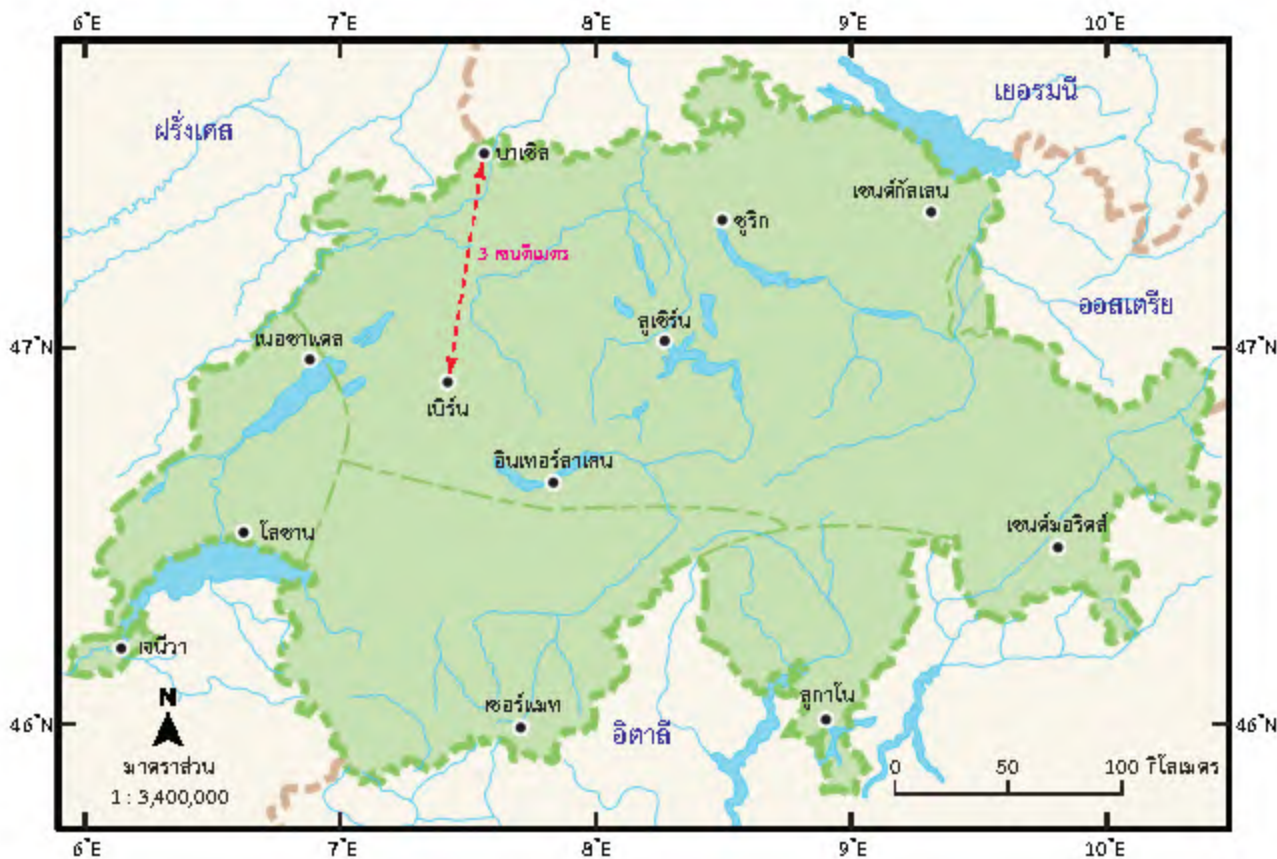 6°E 7°E 8°E 9°E 10°E
เยอรมนี
ฝรั่งเศส
บาเซิล
เซนต์กัลเลน
ซูริก
3 เซนติเมตร
ออสเตรีย
ลูเซิร์น
เนอชาแตล
47°N 47°N
เบิร์น
อินเทอร์ลาเคน
โลซาน
เซนต์มอริตส์
เจนีวา
N
ลูกาโน
เซอร์แมท
46°N อิตาลี 46°N
มาตราส่วน
0 50 100 กิโลเมตร
1 : 3,400,000
6°E 7°E 8°E 9°E 10°E